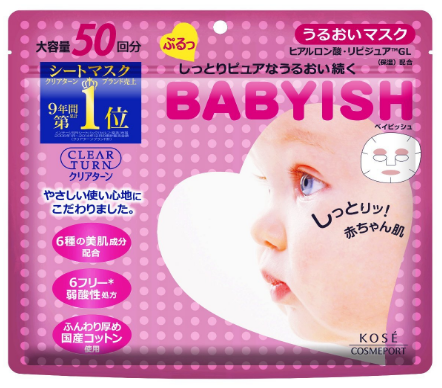 大容量50回分
ぷるっ
うるおいマスク
ヒアルロン酸・リピジュア™GL
(保湿)配合
しっとりピュアなうるおい続く
シートマスク
クリアターン ブランド売上
9年間
第1位
BABYISH
ベイビッシュ
CLEAR
TURN
クリアターン
やさしい使い心地に
こだわりました。
しっとりッ!
赤ちゃん肌
6種の美肌成分
配合
6フリー*
弱酸性処方
ふんわり厚め
国産コットン
使用
KOSÉ
COSMEPORT